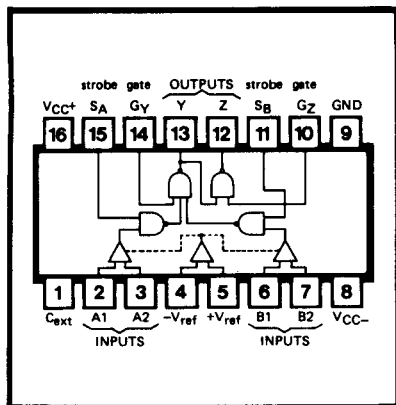 strobe gate OUTPUTS strobe gate
VCC+ SA GY Y Z SB GZ GND
16 15 14 13 12 11 10 9
1 2 3 4 5 6 7 8
Cext A1 A2 -Vref +Vref B1 B2 VCC-
INPUTS INPUTS